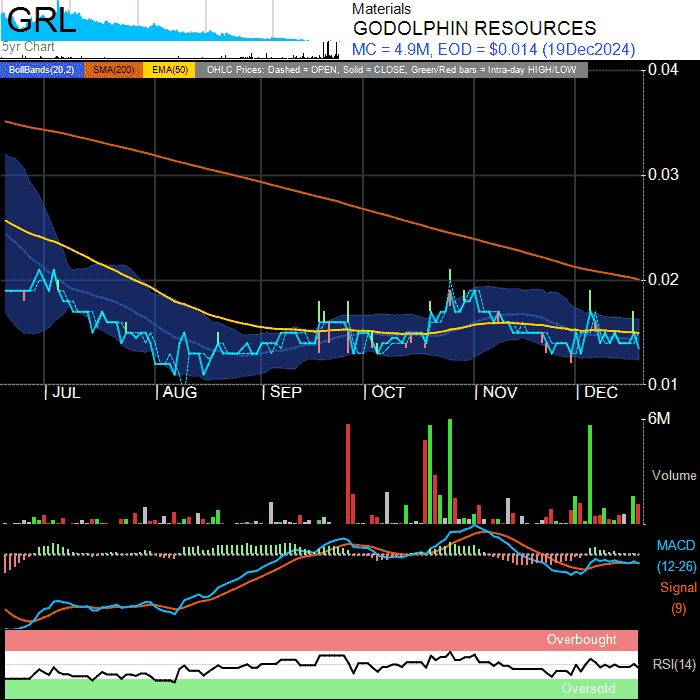 GRL
5yr Chart
Materials
GODOLPHIN RESOURCES
MC = 4.9M, EOD = $0.014 (19Dec2024)
BollBands(20,2) SMA(200) EMA(50) OHLC Prices: Dashed = OPEN, Solid = CLOSE, Green/Red bars = Intra-day HIGH/LOW
0.04
0.03
0.02
0.01
| JUL | AUG | SEP | OCT | NOV | DEC
6M
Volume
MACD
(12-26)
Signal
(9)
Overbought
RSI(14)
Oversold